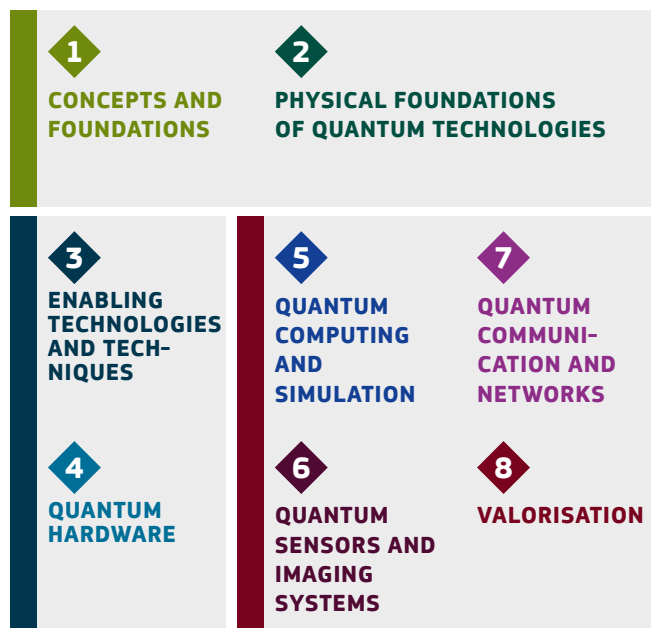 1
CONCEPTS AND
FOUNDATIONS
2
PHYSICAL FOUNDATIONS
OF QUANTUM TECHNOLOGIES
3
ENABLING
TECHNOLOGIES
AND TECH-
NIQUES
4
QUANTUM
HARDWARE
5
QUANTUM
COMPUTING
AND
SIMULATION
6
QUANTUM
SENSORS AND
IMAGING
SYSTEMS
7
QUANTUM
COMMUNI-
CATION AND
NETWORKS
8
VALORISATION